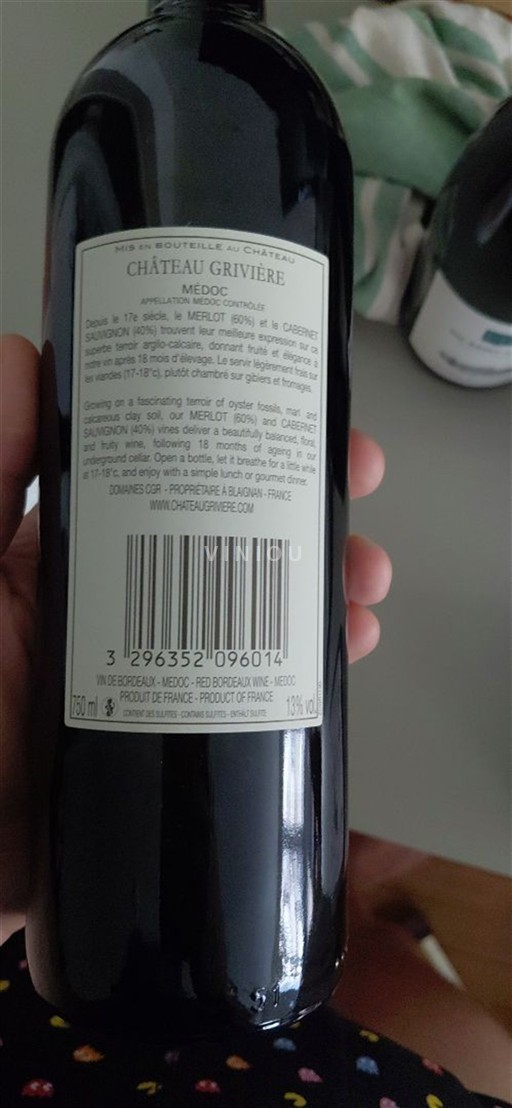 MIS EN BOUTEILLE AU CHÂTEAU
CHÂTEAU GRIVIÈRE
MÉDOC
APPELLATION MÉDOC CONTRÔLÉE
Depuis le 17e siècle, le MERLOT (60%) et le CABERNET
SAUVIGNON (40%) trouvent leur meilleure expression sur ce
superbe terroir argilo-calcaire, donnant fruité et élégance à
notre vin après 18 mois d'élevage. Le servir légèrement frais sur
les viandes (17-18°c), plutôt chambré sur gibiers et fromages.
Growing on a fascinating terroir of oyster fossils, marl and
calcareous clay soil, our MERLOT (60%) and CABERNET
SAUVIGNON (40%) vines deliver a beautifully balanced, floral,
and fruity wine, following 18 months of ageing in our
underground cellar. Open a bottle, let it breathe for a little while
at 17-18°c, and enjoy with a simple lunch or gourmet dinner.
DOMAINES CGR - PROPRIÉTAIRE À BLAIGNAN - FRANCE
WWW.CHATEAUGRIVIERE.COM
VINIOU
3 296352 096014
VIN DE BORDEAUX - MEDOC - RED BORDEAUX WINE - MEDOC
PRODUIT DE FRANCE - PRODUCT OF FRANCE
750 ml
13% vol.
CONTIENT DES SULFITES - CONTAINS SULFITES - ENTHÄLT SULFITE